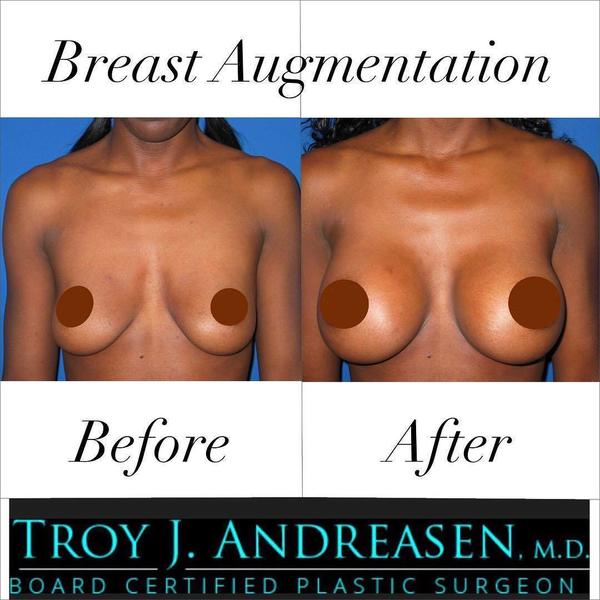 Breast Augmentation
Before After
TROY J. ANDREASEN, M.D.
BOARD CERTIFIED PLASTIC SURGEON